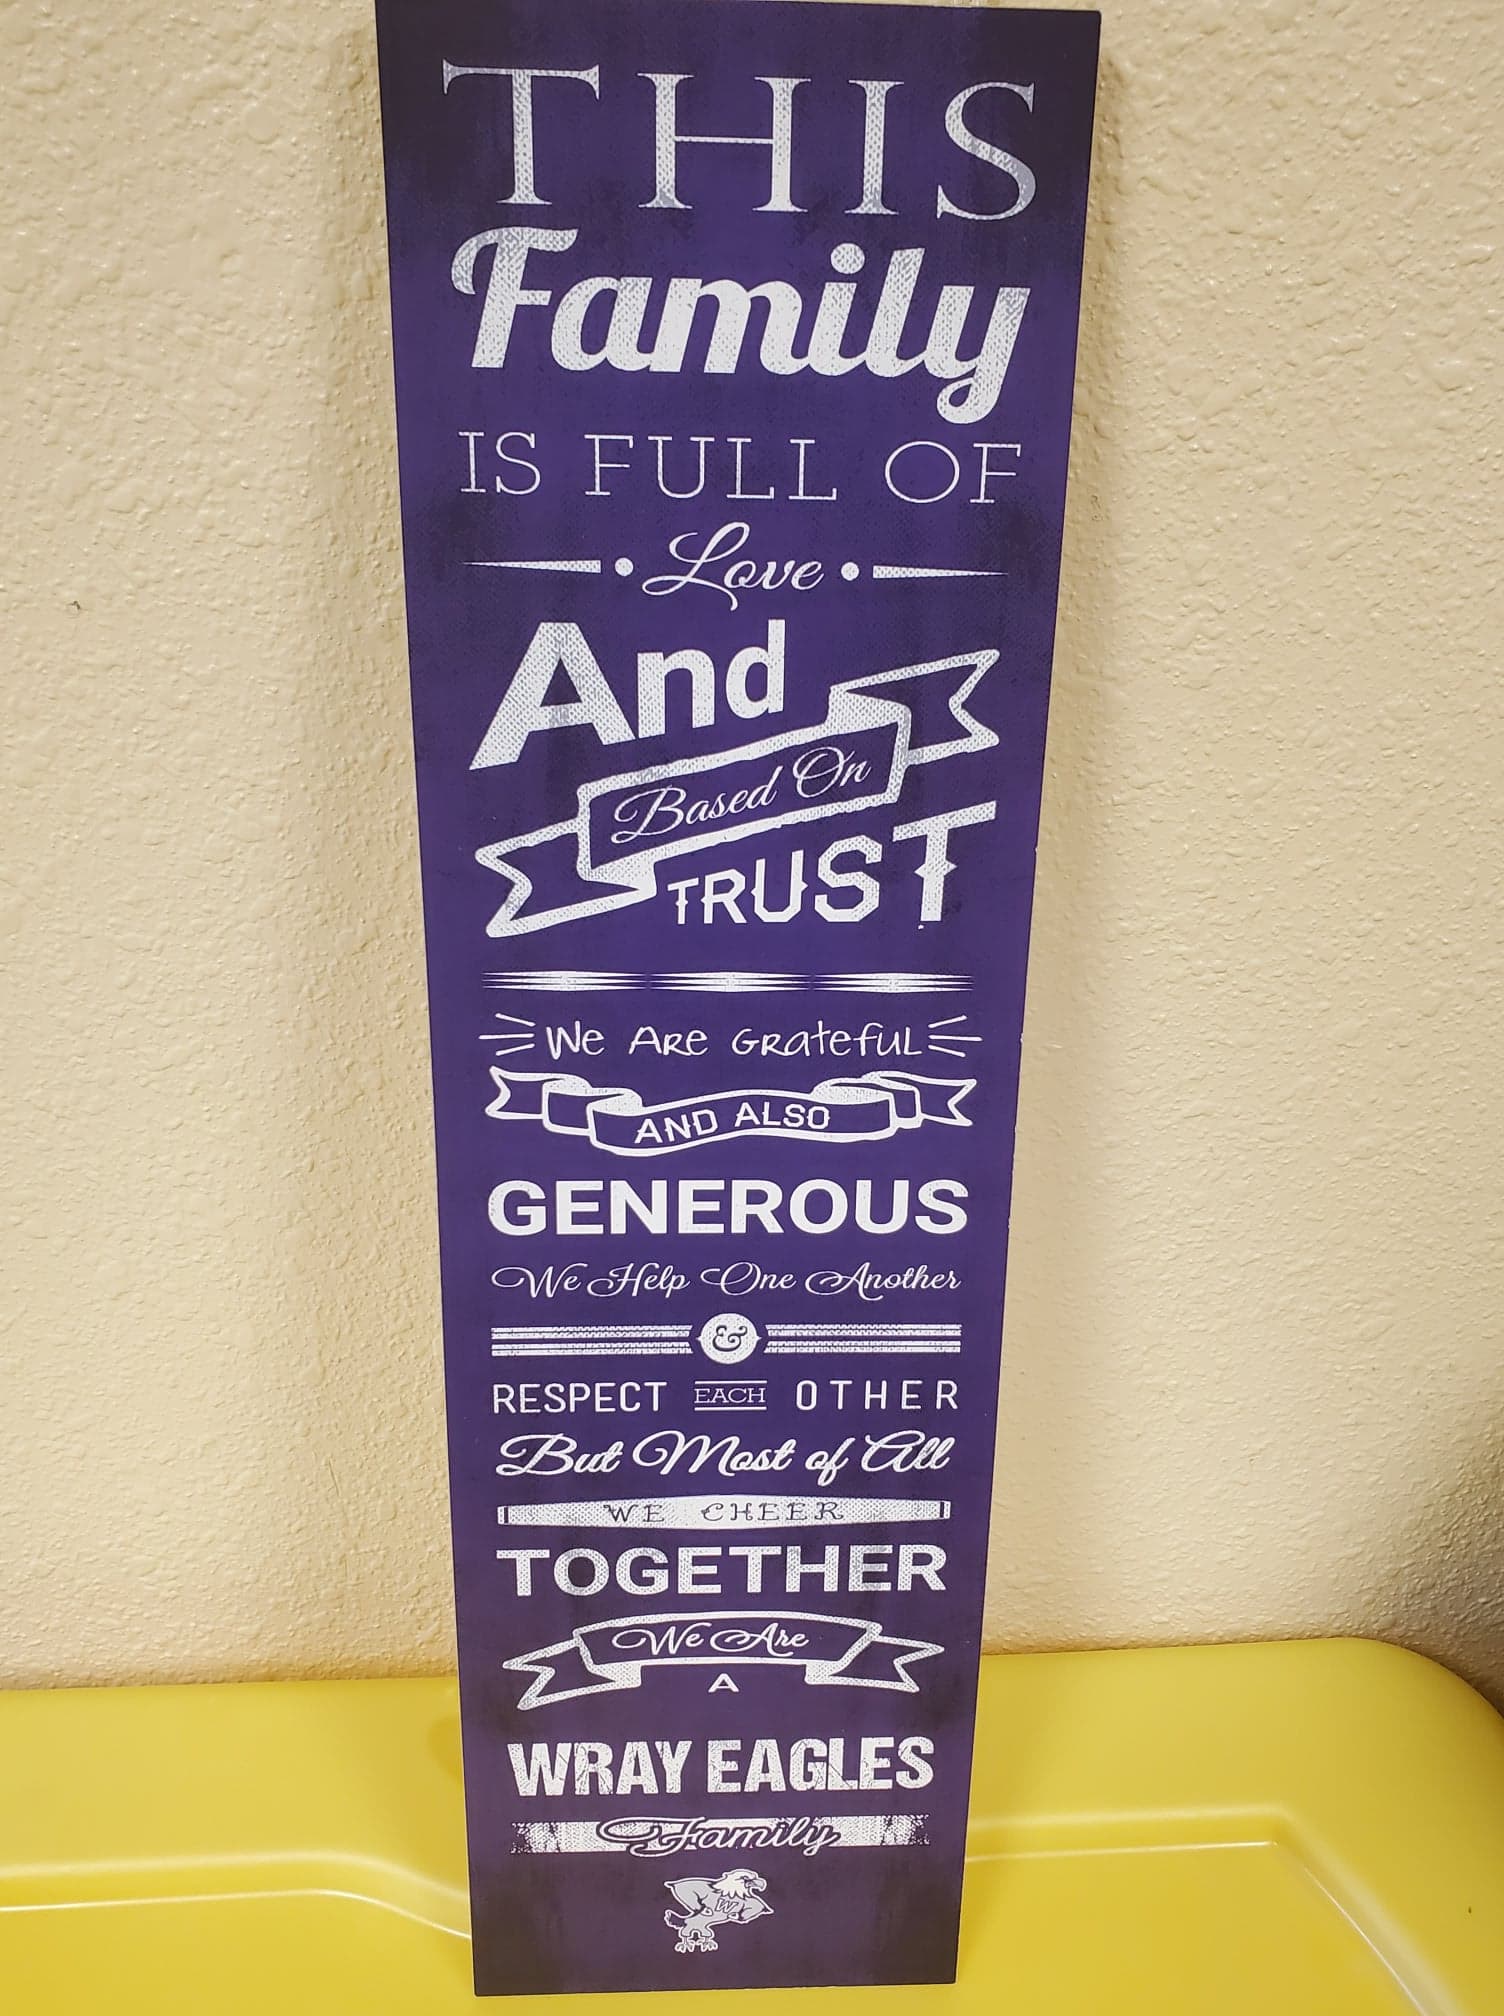 THIS
Family
IS FULL OF
Love
And
Based On
TRUST
We Are Grateful
AND ALSO
GENEROUS
We Help One Another
&
RESPECT EACH OTHER
But Most of All
WE CHEER
TOGETHER
We Are
A
WRAY EAGLES
Family
W